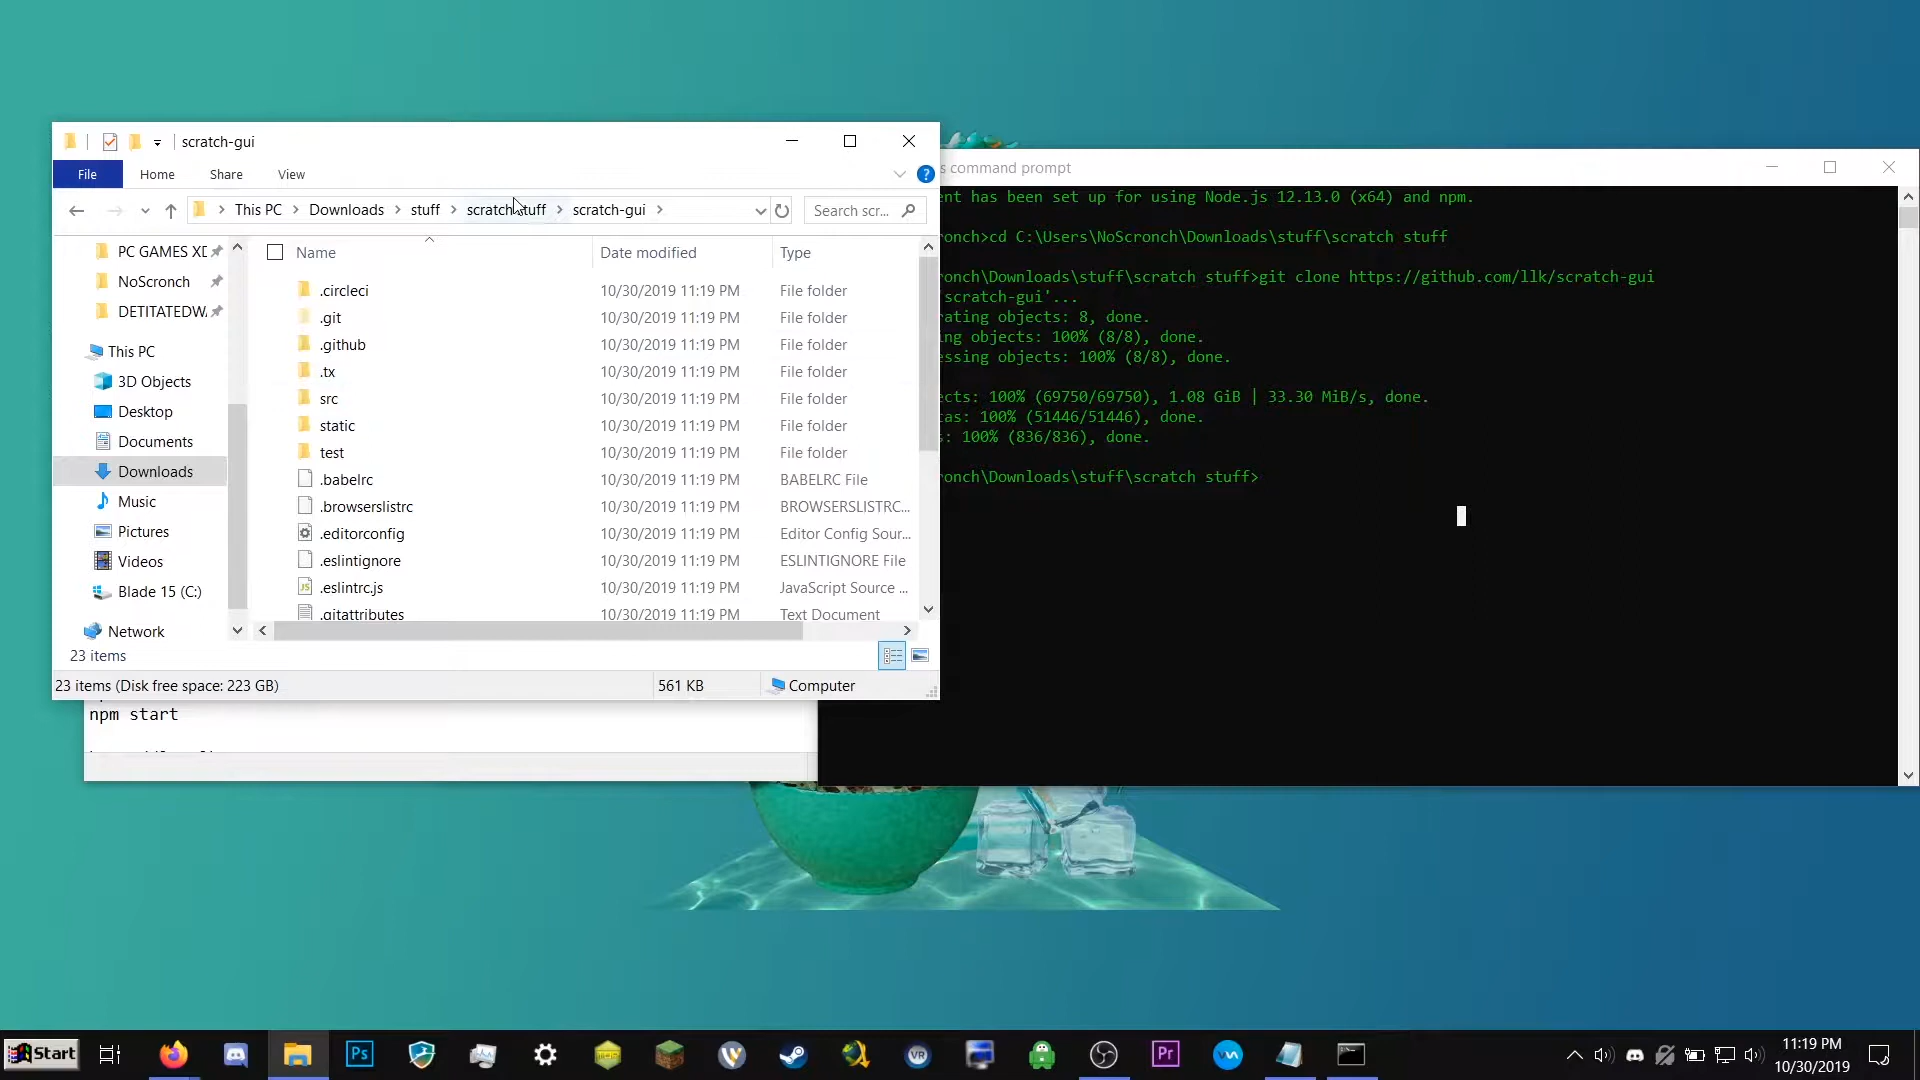 scratch-gui
File
Home
Share
View
This PC
Downloads
stuff
scratch stuff
scratch-gui
Search scr...
PC GAMES XD
NoScronch
This PC
3D Objects
Desktop
Documents
Downloads
Music
Pictures
Videos
Blade 15 (C:)
Network
Name
Date modified
Type
.circleci
10/30/2019 11:19 PM
File folder
.git
10/30/2019 11:19 PM
File folder
.github
10/30/2019 11:19 PM
File folder
.tx
10/30/2019 11:19 PM
File folder
src
10/30/2019 11:19 PM
File folder
static
10/30/2019 11:19 PM
File folder
test
10/30/2019 11:19 PM
File folder
.babelrc
10/30/2019 11:19 PM
BABELRC File
.browserslistrc
10/30/2019 11:19 PM
BROWSERSLISTRC...
.editorconfig
10/30/2019 11:19 PM
Editor Config Sour...
.eslintignore
10/30/2019 11:19 PM
ESLINTIGNORE File
.eslintrc.js
10/30/2019 11:19 PM
JavaScript Source ...
.gitattributes
10/30/2019 11:19 PM
Text Document
23 items
23 items (Disk free space: 223 GB)
561 KB
Computer
npm start
s command prompt
ent has been set up for using Node.js 12.13.0 (x64) and npm.
onch>cd C:\Users\NoScronch\Downloads\stuff\scratch stuff
onch\Downloads\stuff\scratch stuff>git clone https://github.com/llk/scratch-gui
'scratch-gui'...
rating objects: 8, done.
ing objects: 100% (8/8), done.
essing objects: 100% (8/8), done.
ects: 100% (69750/69750), 1.08 GiB | 33.30 MiB/s, done.
tas: 100% (51446/51446), done.
s: 100% (836/836), done.
onch\Downloads\stuff\scratch stuff>
Start
Ps
VR
Pr
11:19 PM
10/30/2019